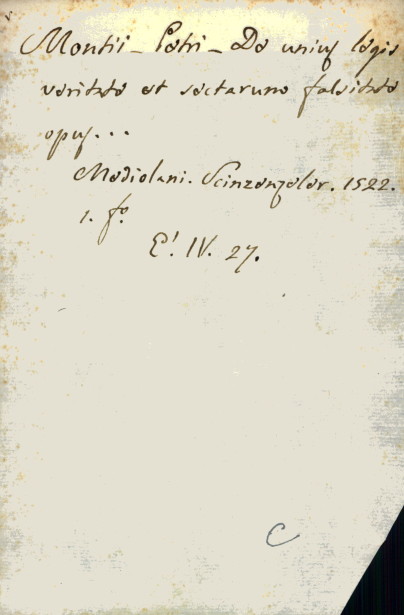 Montii - Petri - De unius legis
veritate et sectarum falsitate
opus...
Mediolani. Scinzenzeler. 1522.
1. fº.
E'. IV. 27.
C